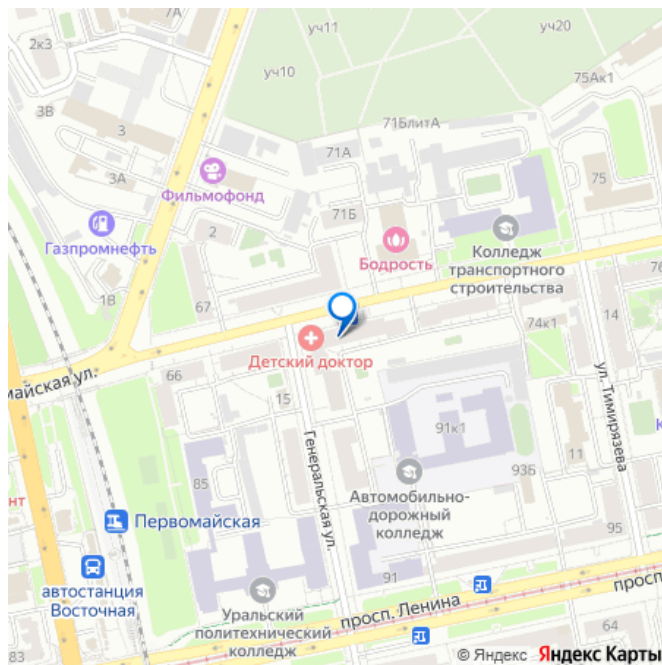 2к3
7А
уч11
уч20
уч10
75Ак1
3В
3
71БлитА
71А
3А
Фильмофонд
75
71Б
Газпромнефть
2
Бодрость
Колледж
транспортного
строительства
1В
67
76
14
74к1
Детский доктор
майская ул.
66
15
ул. Тимирязева
Генеральская ул.
91к1
11
К
85
93Б
нт
Автомобильно-
дорожный
колледж
Первомайская
95
автостанция
Восточная
91
просп. Ленина
просп
Уральский
политехнический
колледж
83
64
© Яндекс Яндекс Карты